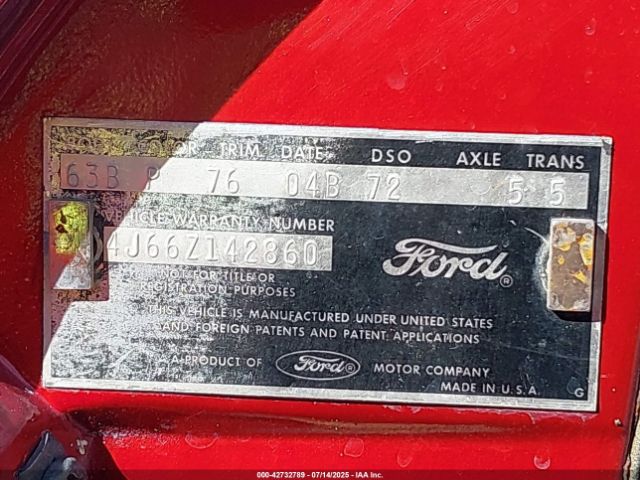 COLOR TRIM DATE DSO AXLE TRANS
63B P 76 04B 72 5 5
VEHICLE WARRANTY NUMBER
4J66Z142860
NOT FOR TITLE OR
REGISTRATION PURPOSES
Ford®
THIS VEHICLE IS MANUFACTURED UNDER UNITED STATES
AND FOREIGN PATENTS AND PATENT APPLICATIONS
A PRODUCT OF Ford® MOTOR COMPANY
MADE IN U.S.A. G
000-42732789 - 07/14/2025 - IAA Inc.